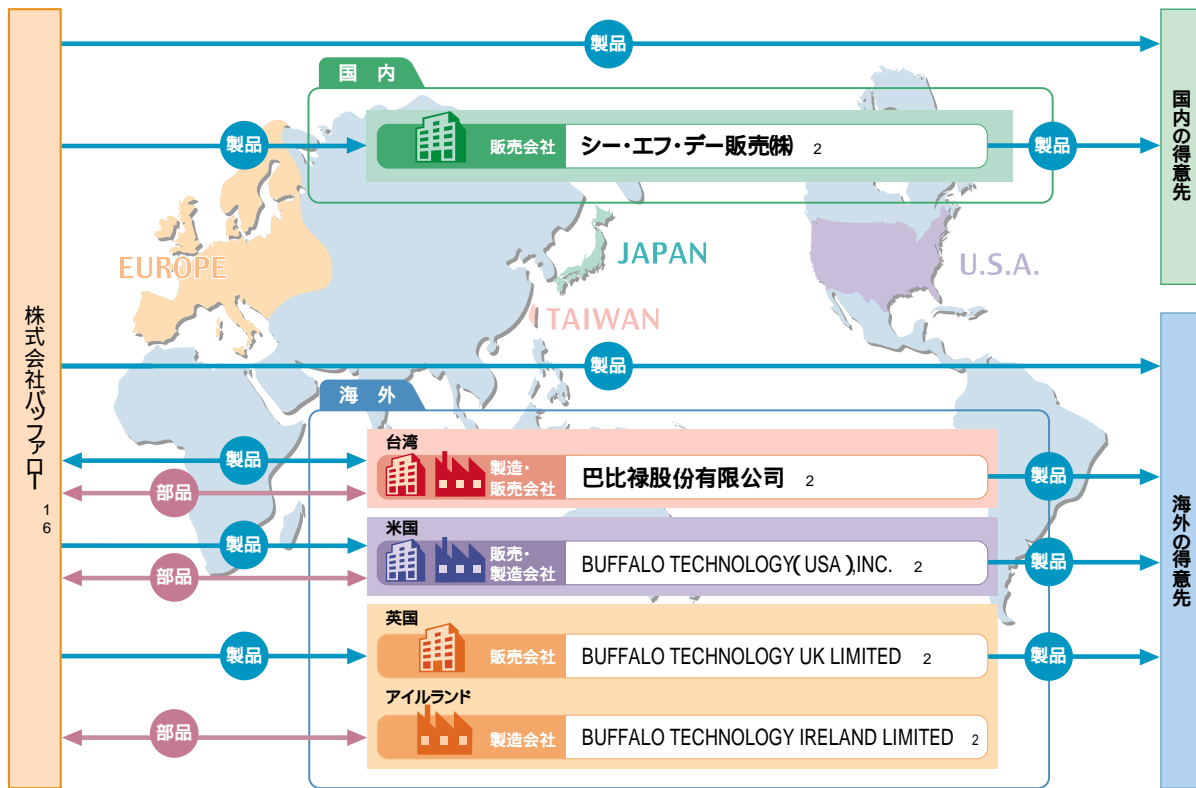 製品
国内
製品
販売会社 シー・エフ・デー販売㈱ 2
製品
国内の得意先
EUROPE
JAPAN
U.S.A.
TAIWAN
株式会社バッファロー
1
6
製品
海外
台湾
製品
部品
製造・
販売会社
巴比禄股份有限公司 2
製品
米国
製品
部品
販売・
製造会社
BUFFALO TECHNOLOGY(USA),INC. 2
製品
英国
製品
販売会社 BUFFALO TECHNOLOGY UK LIMITED 2
製品
アイルランド
部品
製造会社 BUFFALO TECHNOLOGY IRELAND LIMITED 2
海外の得意先